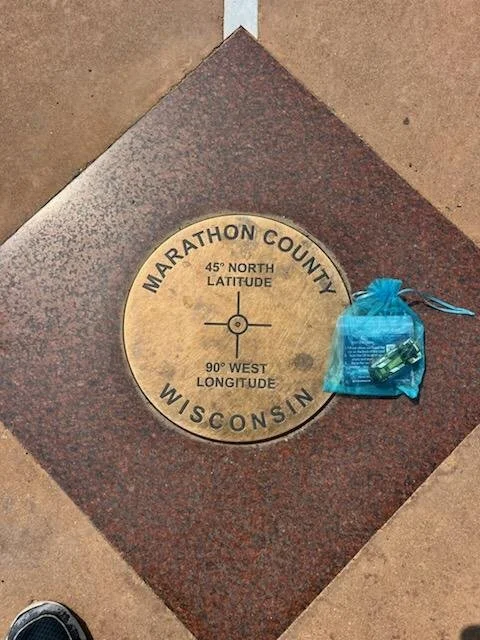 MARATHON COUNTY
45° NORTH
LATITUDE
90° WEST
LONGITUDE
WISCONSIN